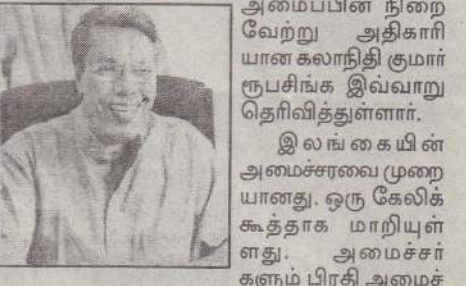 அமைப்பின் நிறை
வேற்று அதிகாரி
யான கலாநிதி குமார்
ரூபசிங்க இவ்வாறு
தெரிவித்துள்ளார்.
இலங்கையின்
அமைச்சரவை முறை
யானது. ஒரு கேலிக்
கூத்தாக மாறியுள்
ளது. அமைச்சர்
களும் பிரதி அமைச்